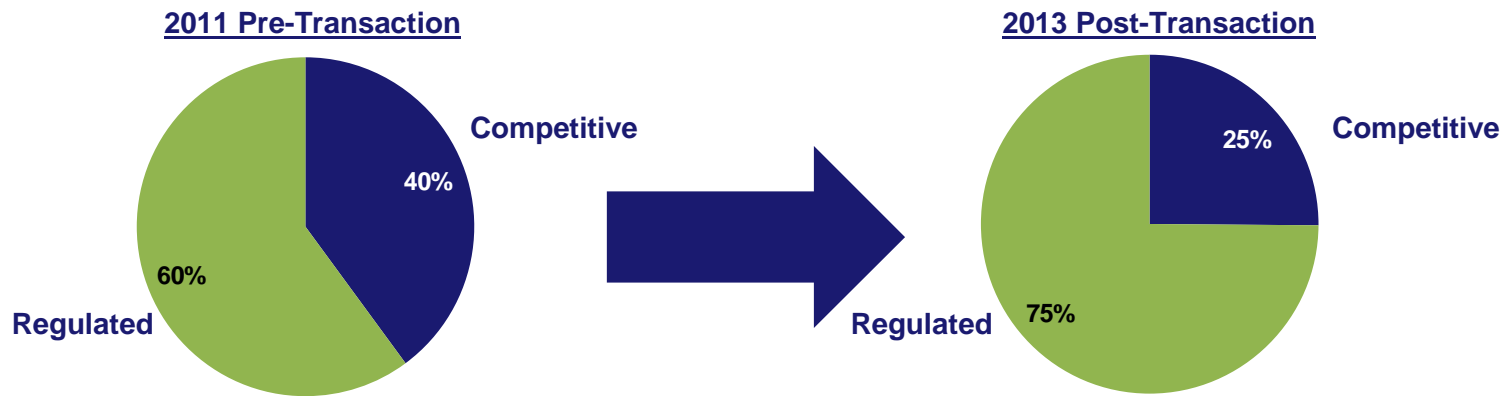 2011 Pre-Transaction
Competitive
40%
60%
Regulated
2013 Post-Transaction
Competitive
25%
75%
Regulated